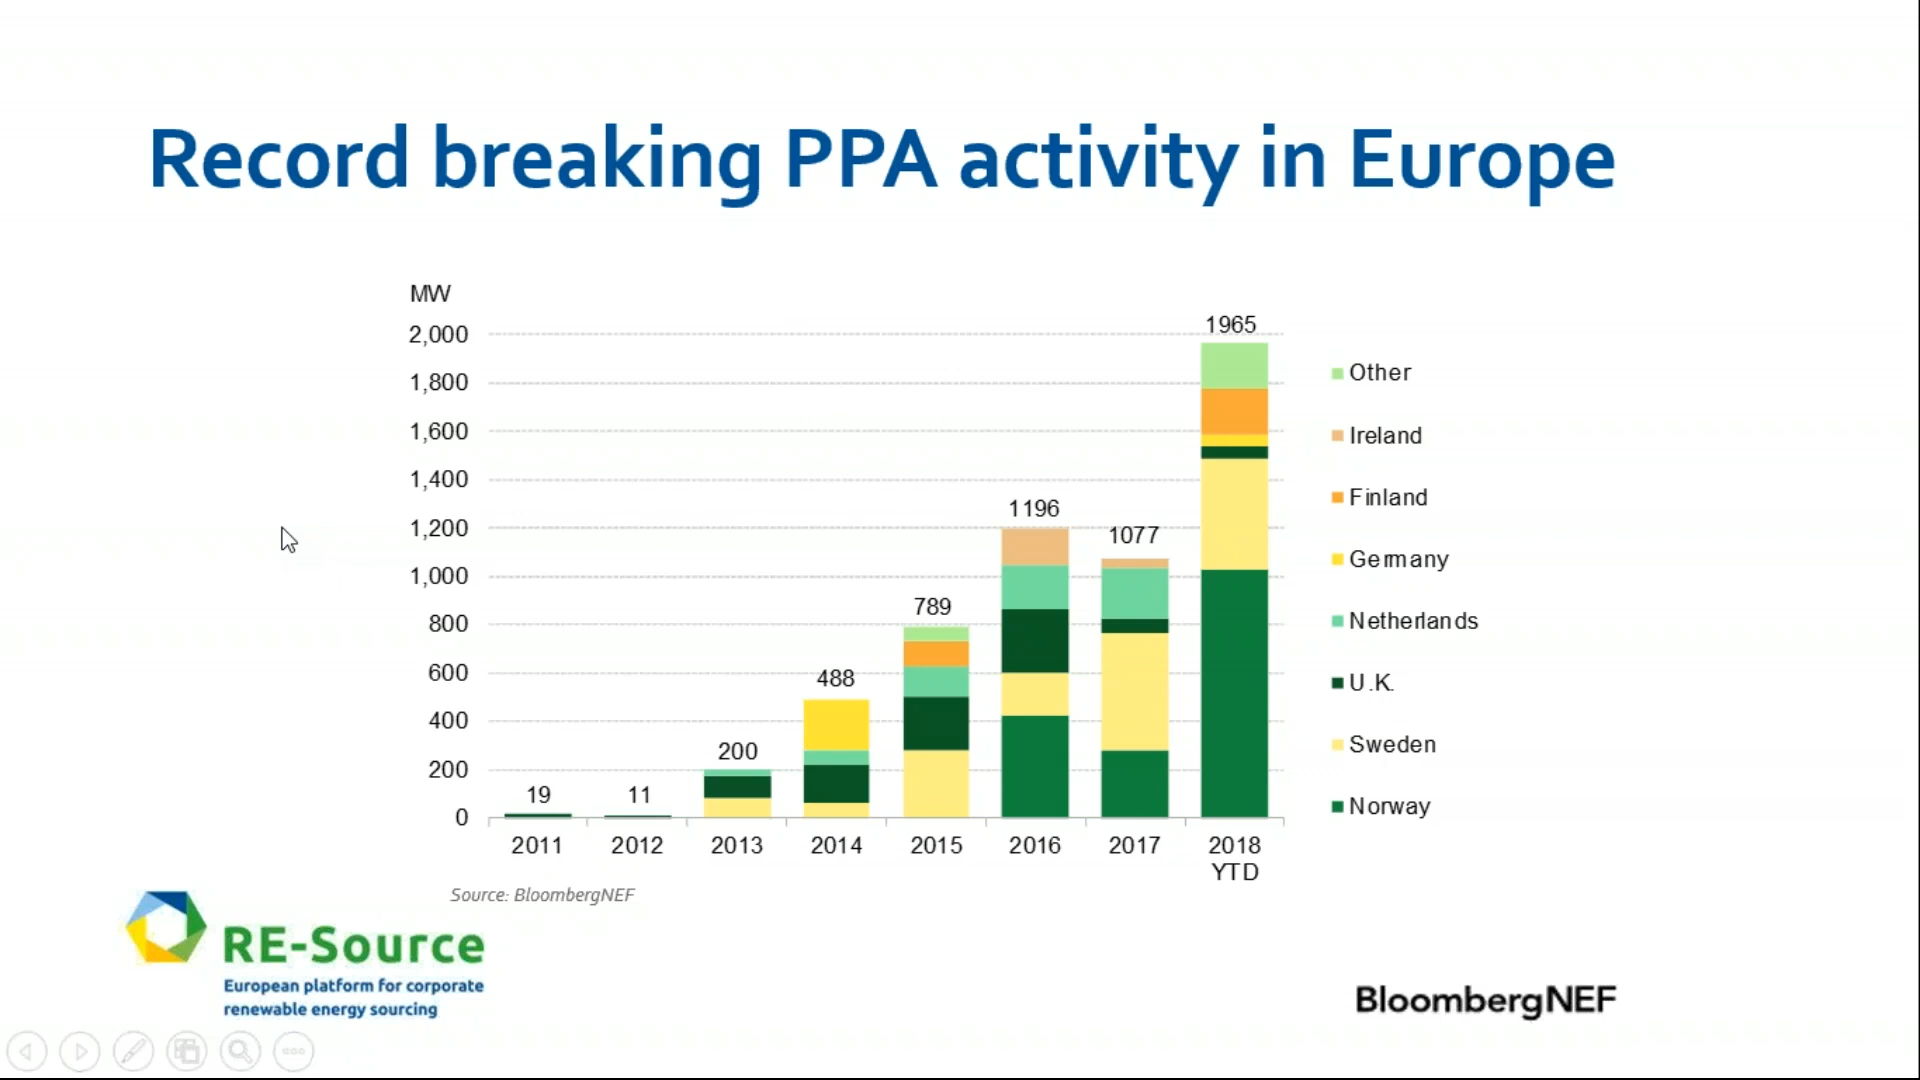 Record breaking PPA activity in Europe
MW
2,000
1,800
1,600
1,400
1,200
1,000
800
600
400
200
0
19
11
200
488
789
1196
1077
1965
2011
2012
2013
2014
2015
2016
2017
2018
YTD
Other
Ireland
Finland
Germany
Netherlands
U.K.
Sweden
Norway
Source: BloombergNEF
RE-Source
European platform for corporate
renewable energy sourcing
BloombergNEF